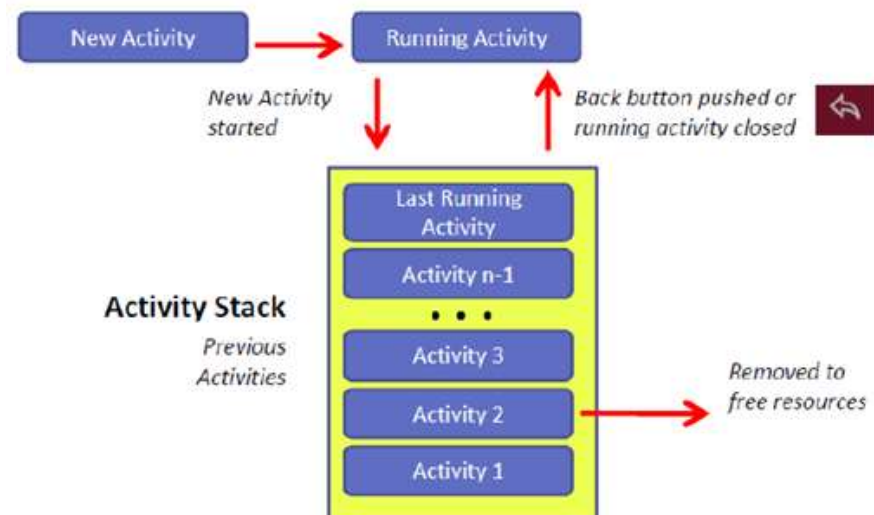 New Activity
Running Activity
New Activity
started
Back button pushed or
running activity closed
Last Running
Activity
Activity n-1
• • •
Activity Stack
Previous
Activities
Activity 3
Activity 2
Activity 1
Removed to
free resources